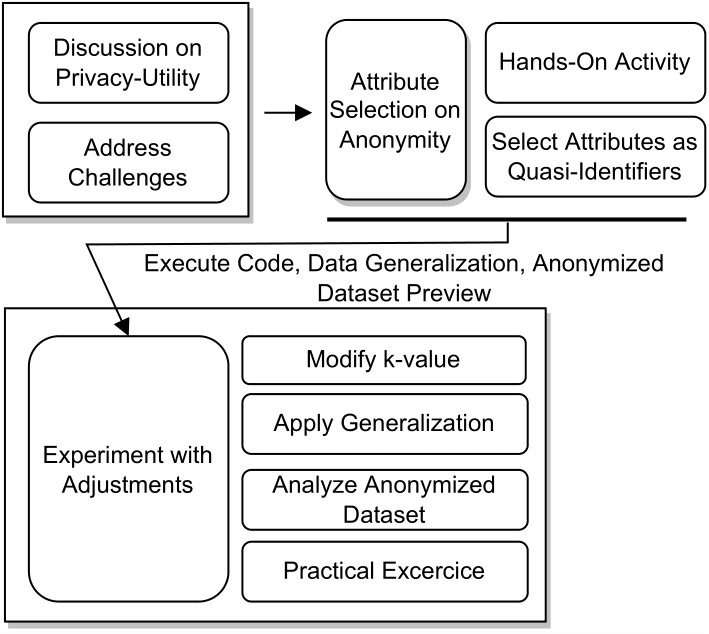 Discussion on
Privacy-Utility
Address
Challenges
Attribute
Selection on
Anonymity
Hands-On Activity
Select Attributes as
Quasi-Identifiers
Execute Code, Data Generalization, Anonymized
Dataset Preview
Experiment with
Adjustments
Modify k-value
Apply Generalization
Analyze Anonymized
Dataset
Practical Excercice